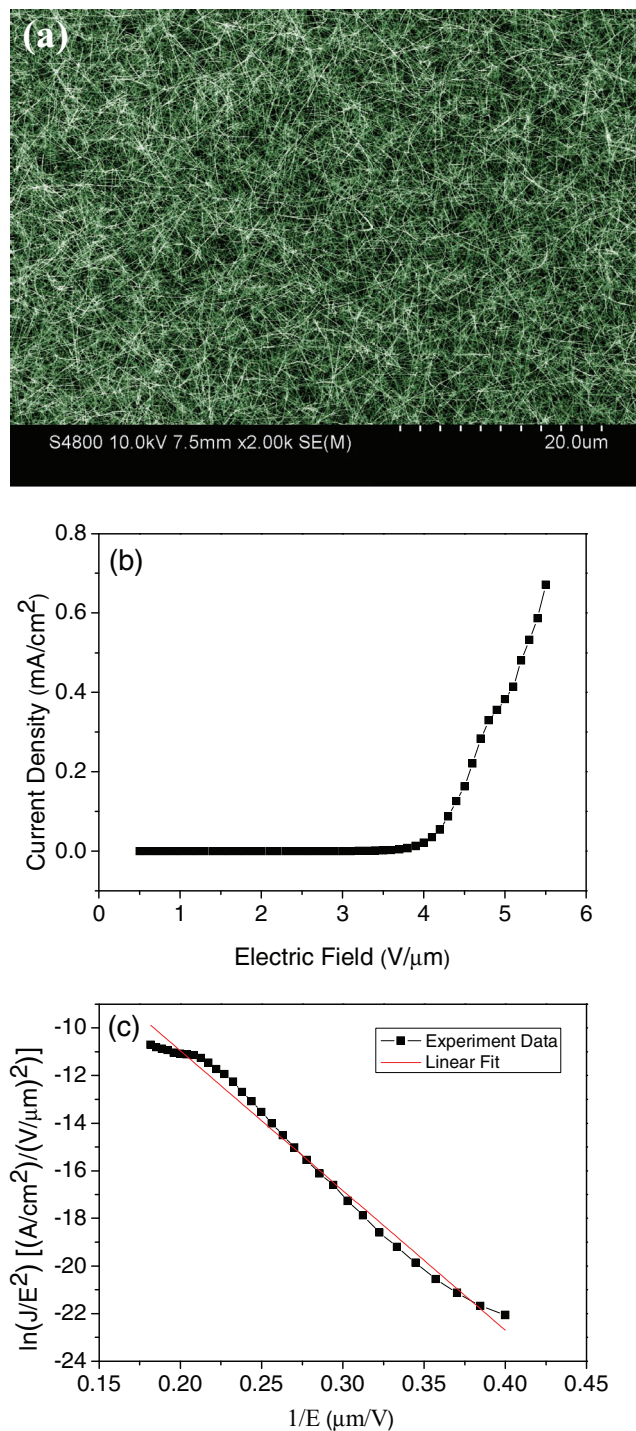 (a)
S4800 10.0kV 7.5mm x2.00k SE(M)
20.0um
(b)
Current Density (mA/cm²)
0.8
0.6
0.4
0.2
0.0
0 1 2 3 4 5 6
Electric Field (V/μm)
(c)
ln(J/E²) [(A/cm²)/(V/μm)²)]
Experiment Data
Linear Fit
-10
-12
-14
-16
-18
-20
-22
-24
0.15 0.20 0.25 0.30 0.35 0.40 0.45
1/E (μm/V)